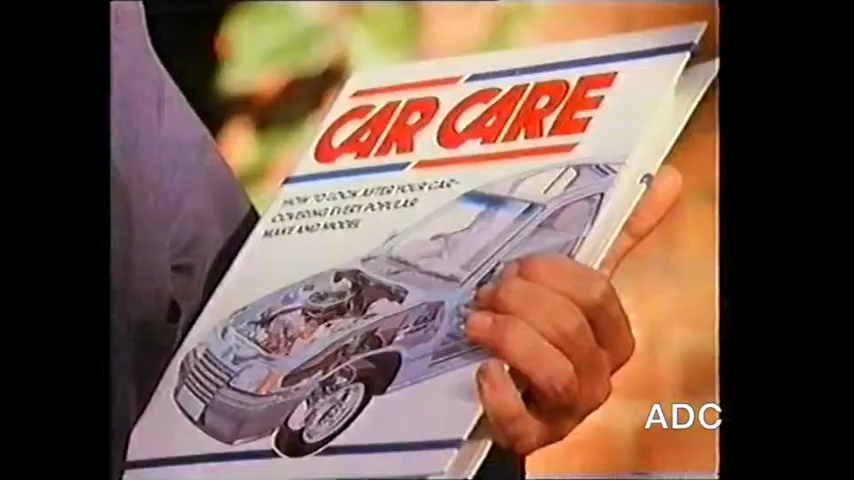 CAR CARE
HOW TO LOOK AFTER YOUR CAR-
COVERING EVERY POPULAR
MAKE AND MODEL
ADC